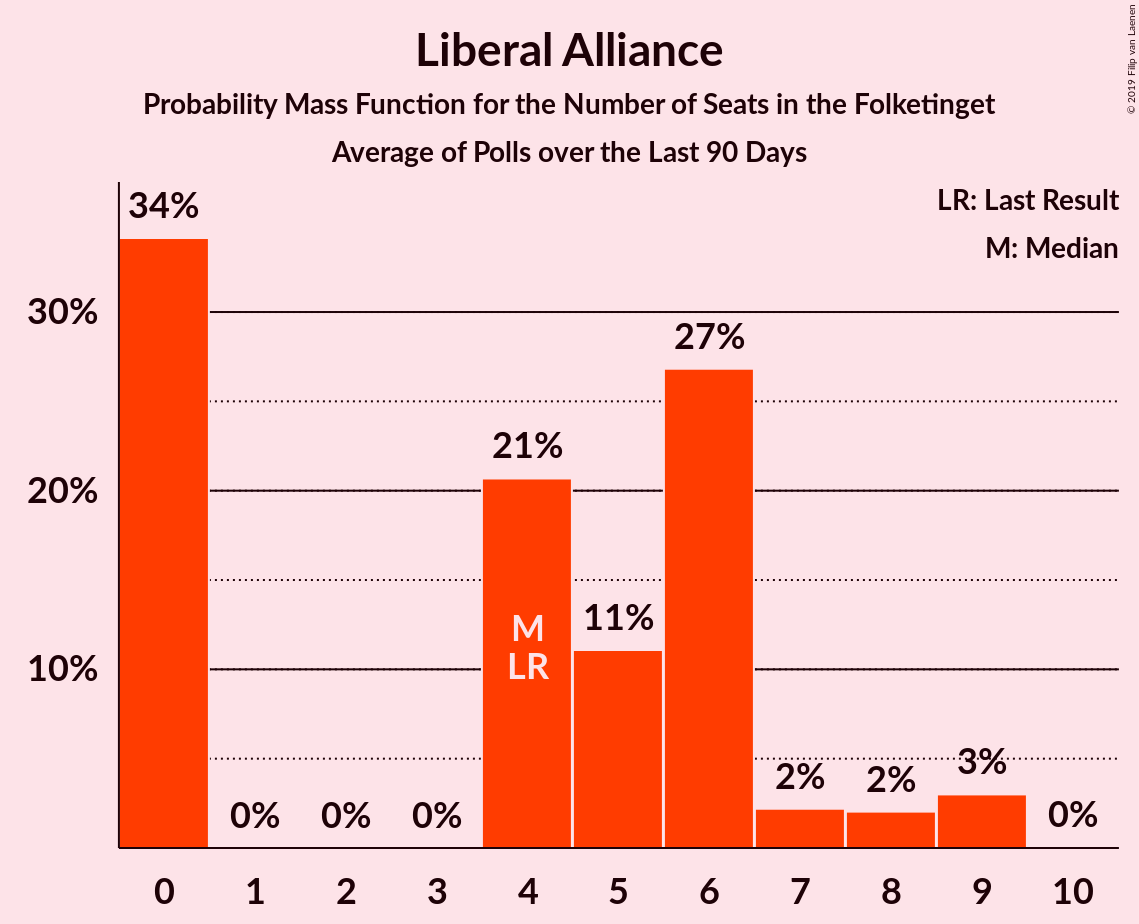 Liberal Alliance
Probability Mass Function for the Number of Seats in the Folketinget
Average of Polls over the Last 90 Days
© 2019 Filip van Laenen
LR: Last Result
M: Median
34%
30%
27%
21%
20%
11%
M
LR
10%
3%
2%
2%
0%
0%
0%
0%
0 1 2 3 4 5 6 7 8 9 10